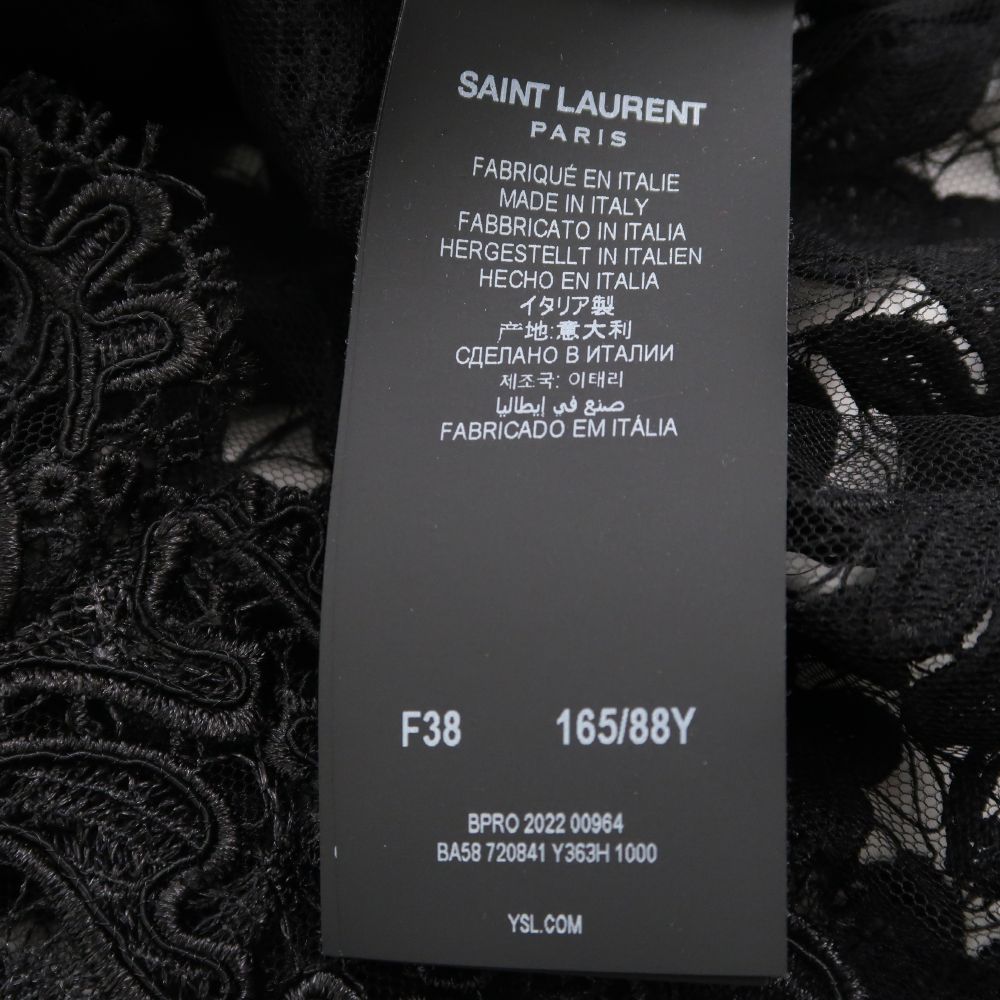 SAINT LAURENT
PARIS
FABRIQUÉ EN ITALIE
MADE IN ITALY
FABBRICATO IN ITALIA
HERGESTELLT IN ITALIEN
HECHO EN ITALIA
イタリア製
产地:意大利
СДЕЛАНО В ИТАЛИИ
제조국: 이태리
صنع في إيطاليا
FABRICADO EM ITÁLIA
F38 165/88Y
BPRO 2022 00964
BA58 720841 Y363H 1000
YSL.COM